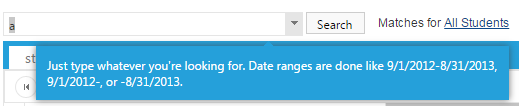 a
Search
Matches for All Students
st
Just type whatever you're looking for. Date ranges are done like 9/1/2012-8/31/2013,
9/1/2012-, or -8/31/2013.